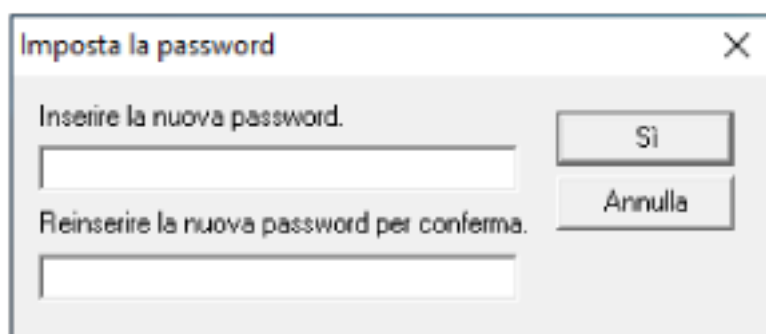 Imposta la password
Inserire la nuova password.
Sì
Annulla
Reinserire la nuova password per conferma.